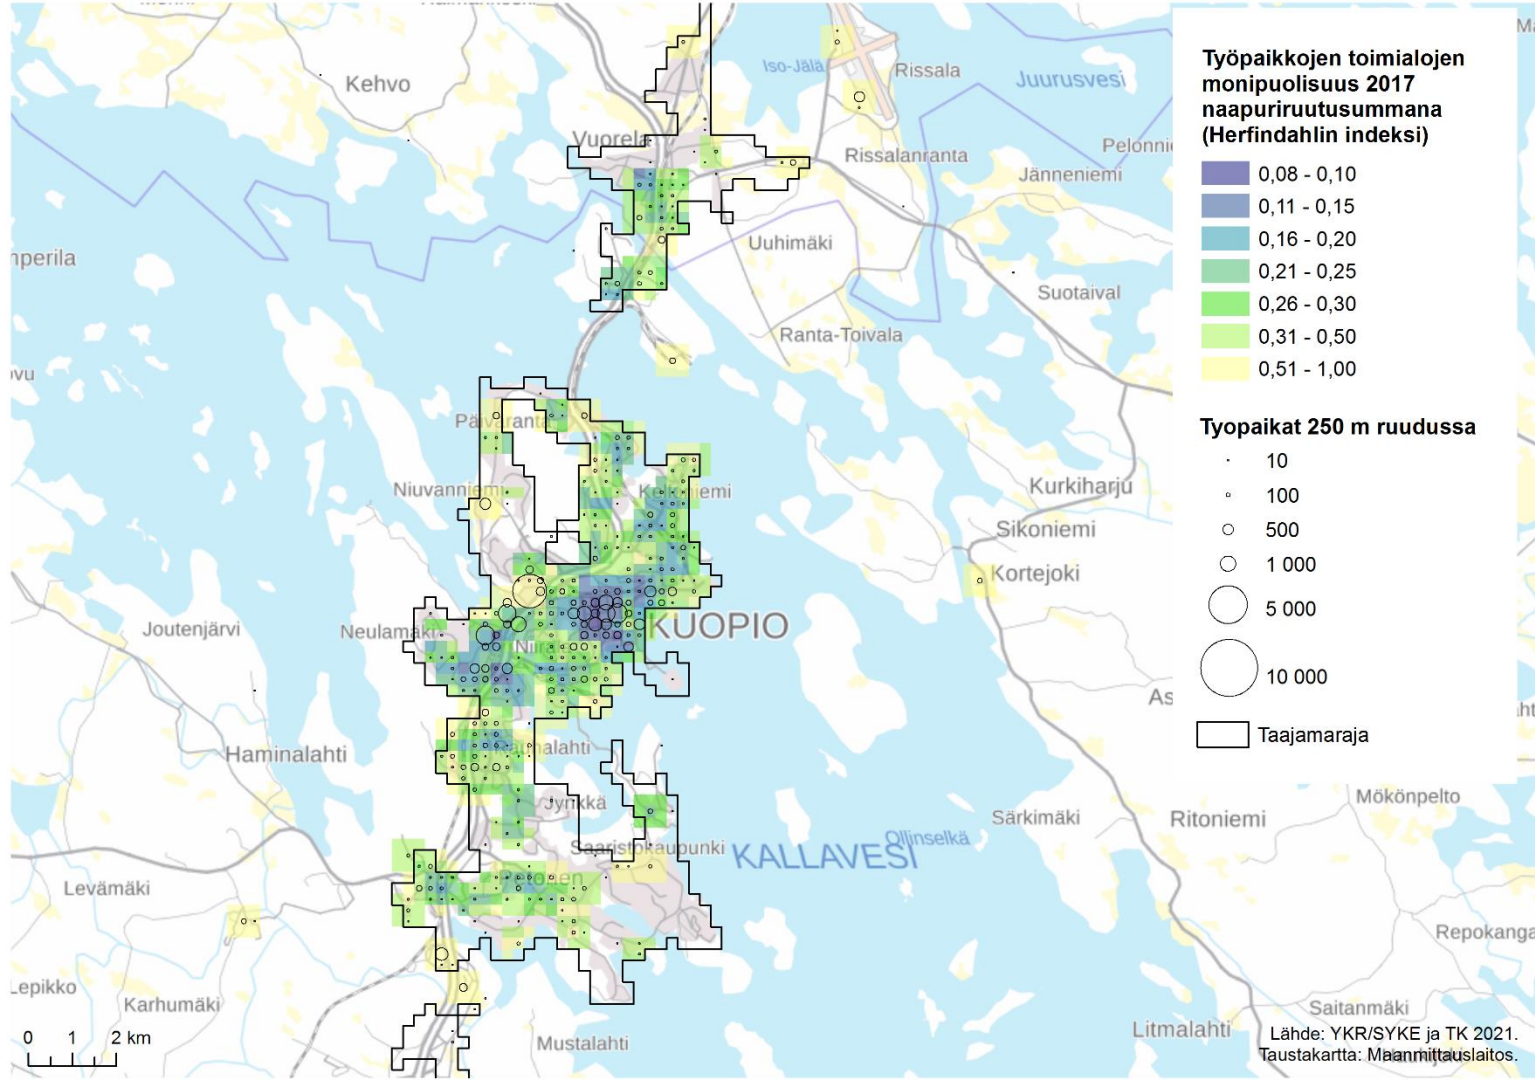 Iso-Jälä
Rissala
Juurusvesi
Kehvo
Vuorela
Rissalanranta
Jänneniemi
Uuhimäki
Suotaival
Ranta-Toivala
Päiväranta
Niuvanniemi
Kelloniemi
Kurkiharju
Sikoniemi
Kortejoki
Joutenjärvi
Neulamäki
KUOPIO
Haminalahti
Jynkkä
Särkimäki
Ritoniemi
Mökönpelto
Saaristokaupunki
KALLAVESI
Ollinselkä
Levämäki
Karhumäki
Saitanmäki
Litmalahti
Mustalahti
0 1 2 km
Työpaikkojen toimialojen
monipuolisuus 2017
naapuriruutusummana
(Herfindahlin indeksi)
0,08 - 0,10
0,11 - 0,15
0,16 - 0,20
0,21 - 0,25
0,26 - 0,30
0,31 - 0,50
0,51 - 1,00
Tyopaikat 250 m ruudussa
10
100
500
1 000
5 000
10 000
Taajamaraja
Lähde: YKR/SYKE ja TK 2021.
Taustakartta: Maanmittauslaitos.